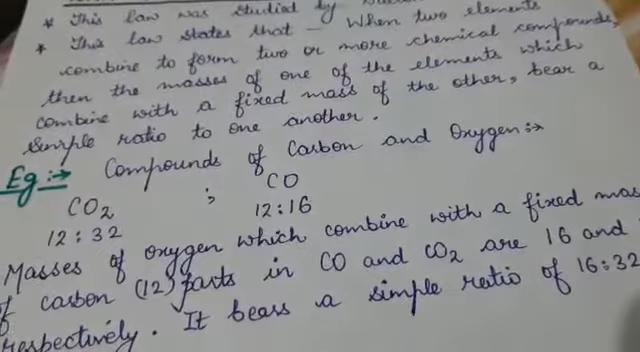 * This law was studied by
* This law states that - When two elements
combine to form two or more chemical compounds,
then the masses of one of the elements which
combine with a fixed mass of the other, bear a
simple ratio to one another.
Eg :→ Compounds of Carbon and Oxygen :→
CO2 ; CO
12 : 32 12 : 16
Masses of oxygen which combine with a fixed mas
of carbon (12) parts in CO and CO2 are 16 and
respectively. It bears a simple ratio of 16:32